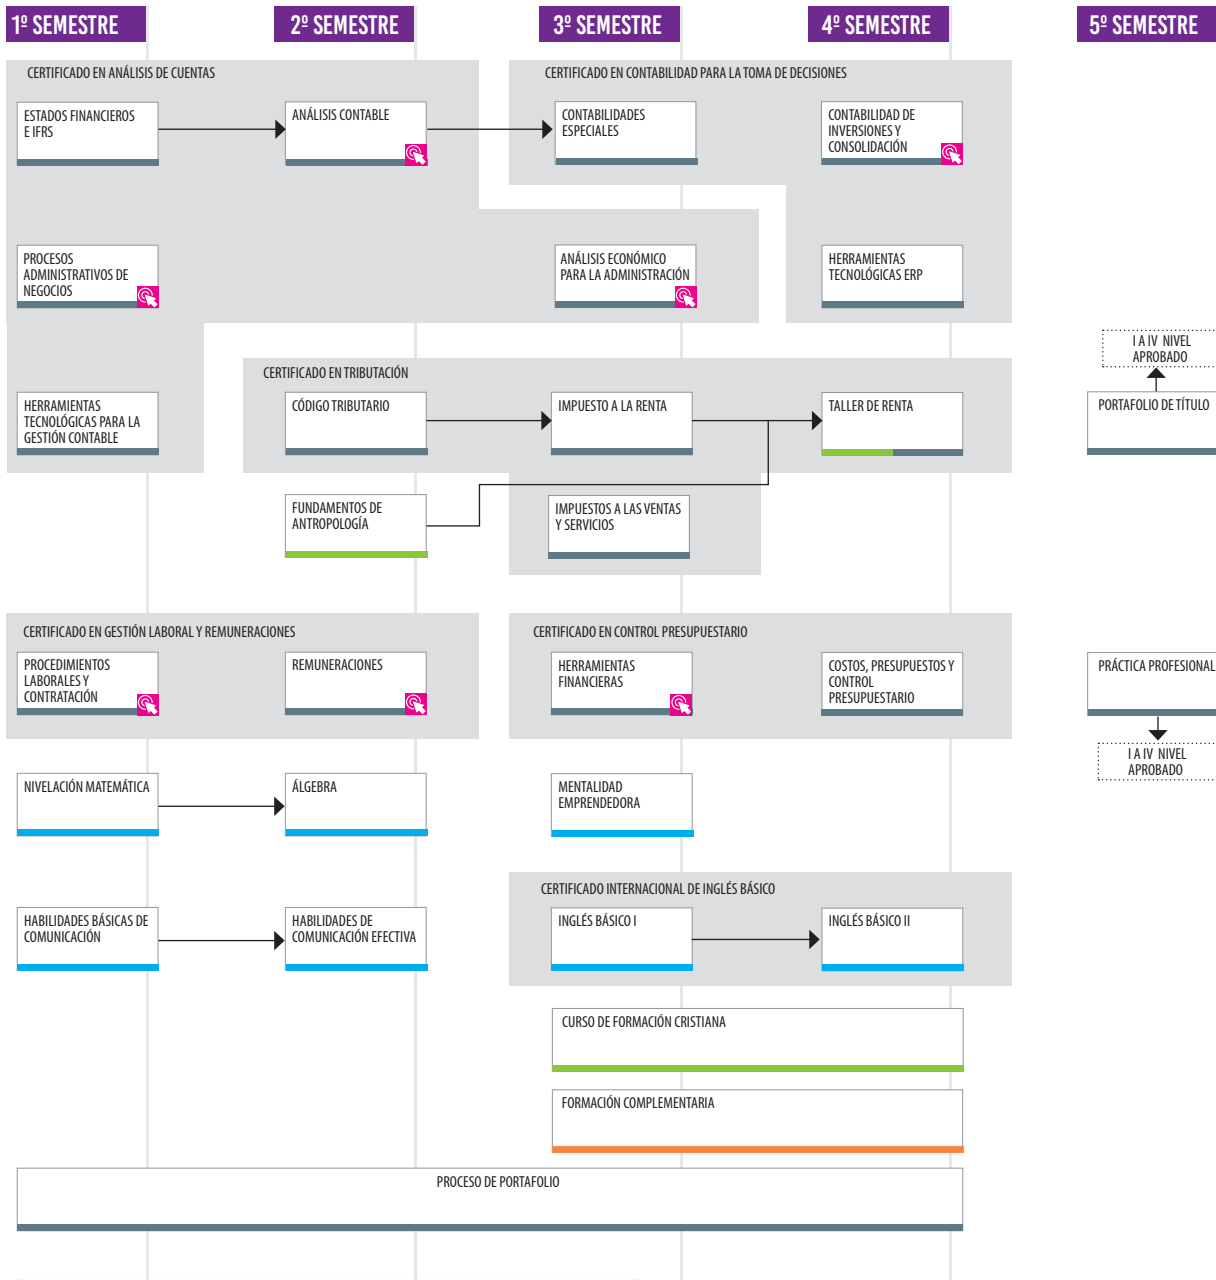 1º SEMESTRE
2º SEMESTRE
3º SEMESTRE
4º SEMESTRE
5º SEMESTRE
CERTIFICADO EN ANÁLISIS DE CUENTAS
CERTIFICADO EN CONTABILIDAD PARA LA TOMA DE DECISIONES
ESTADOS FINANCIEROS
E IFRS
ANÁLISIS CONTABLE
CONTABILIDADES
ESPECIALES
CONTABILIDAD DE
INVERSIONES Y
CONSOLIDACIÓN
PROCESOS
ADMINISTRATIVOS DE
NEGOCIOS
ANÁLISIS ECONÓMICO
PARA LA ADMINISTRACIÓN
HERRAMIENTAS
TECNOLÓGICAS ERP
I A IV NIVEL
APROBADO
CERTIFICADO EN TRIBUTACIÓN
HERRAMIENTAS
TECNOLÓGICAS PARA LA
GESTIÓN CONTABLE
CÓDIGO TRIBUTARIO
IMPUESTO A LA RENTA
TALLER DE RENTA
PORTAFOLIO DE TÍTULO
FUNDAMENTOS DE
ANTROPOLOGÍA
IMPUESTOS A LAS VENTAS
Y SERVICIOS
CERTIFICADO EN GESTIÓN LABORAL Y REMUNERACIONES
CERTIFICADO EN CONTROL PRESUPUESTARIO
PROCEDIMIENTOS
LABORALES Y
CONTRATACIÓN
REMUNERACIONES
HERRAMIENTAS
FINANCIERAS
COSTOS, PRESUPUESTOS Y
CONTROL
PRESUPUESTARIO
PRÁCTICA PROFESIONAL
I A IV NIVEL
APROBADO
NIVELACIÓN MATEMÁTICA
ÁLGEBRA
MENTALIDAD
EMPRENDEDORA
CERTIFICADO INTERNACIONAL DE INGLÉS BÁSICO
HABILIDADES BÁSICAS DE
COMUNICACIÓN
HABILIDADES DE
COMUNICACIÓN EFECTIVA
INGLÉS BÁSICO I
INGLÉS BÁSICO II
CURSO DE FORMACIÓN CRISTIANA
FORMACIÓN COMPLEMENTARIA
PROCESO DE PORTAFOLIO